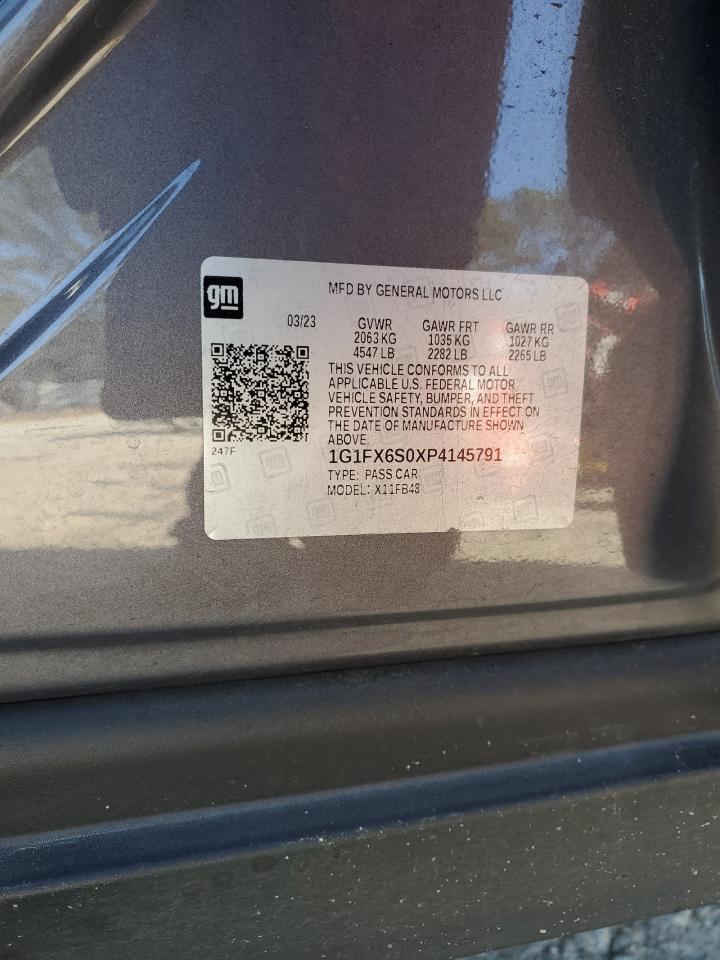 gm
MFD BY GENERAL MOTORS LLC
03/23 GVWR GAWR FRT GAWR RR
2063 KG 1035 KG 1027 KG
4547 LB 2282 LB 2265 LB
THIS VEHICLE CONFORMS TO ALL
APPLICABLE U.S. FEDERAL MOTOR
VEHICLE SAFETY, BUMPER, AND THEFT
PREVENTION STANDARDS IN EFFECT ON
THE DATE OF MANUFACTURE SHOWN
ABOVE.
247F
1G1FX6S0XP4145791
TYPE: PASS CAR
MODEL: X11FB48